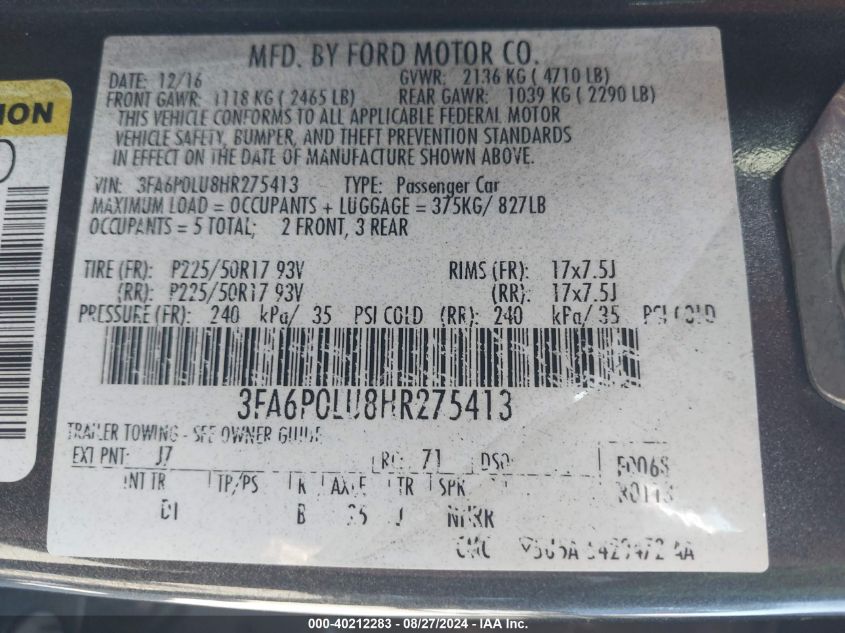 MFD. BY FORD MOTOR CO.
DATE: 12/16 GVWR: 2136 KG ( 4710 LB)
FRONT GAWR: 1118 KG ( 2465 LB) REAR GAWR: 1039 KG ( 2290 LB)
THIS VEHICLE CONFORMS TO ALL APPLICABLE FEDERAL MOTOR
VEHICLE SAFETY, BUMPER, AND THEFT PREVENTION STANDARDS
IN EFFECT ON THE DATE OF MANUFACTURE SHOWN ABOVE.
VIN: 3FA6P0LU8HR275413 TYPE: Passenger Car
MAXIMUM LOAD = OCCUPANTS + LUGGAGE = 375KG/ 827LB
OCCUPANTS = 5 TOTAL; 2 FRONT, 3 REAR
TIRE (FR): P225/50R17 93V RIMS (FR): 17x7.5J
(RR): P225/50R17 93V (RR): 17x7.5J
PRESSURE (FR): 240 kPa/ 35 PSI COLD (RR): 240 kPa/ 35 PSI COLD
3FA6P0LU8HR275413
TRAILER TOWING - SEE OWNER GUIDE
EXT PNT: J7 RC: 71 DSO:
INT TR TP/PS R AXLE TR SPR
DI B J
000-40212283 - 08/27/2024 - IAA Inc.